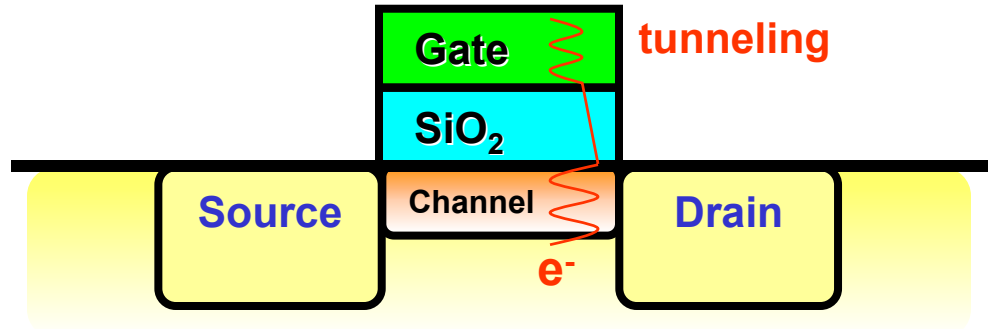 Gate
tunneling
SiO₂
Source
Channel
Drain
e⁻